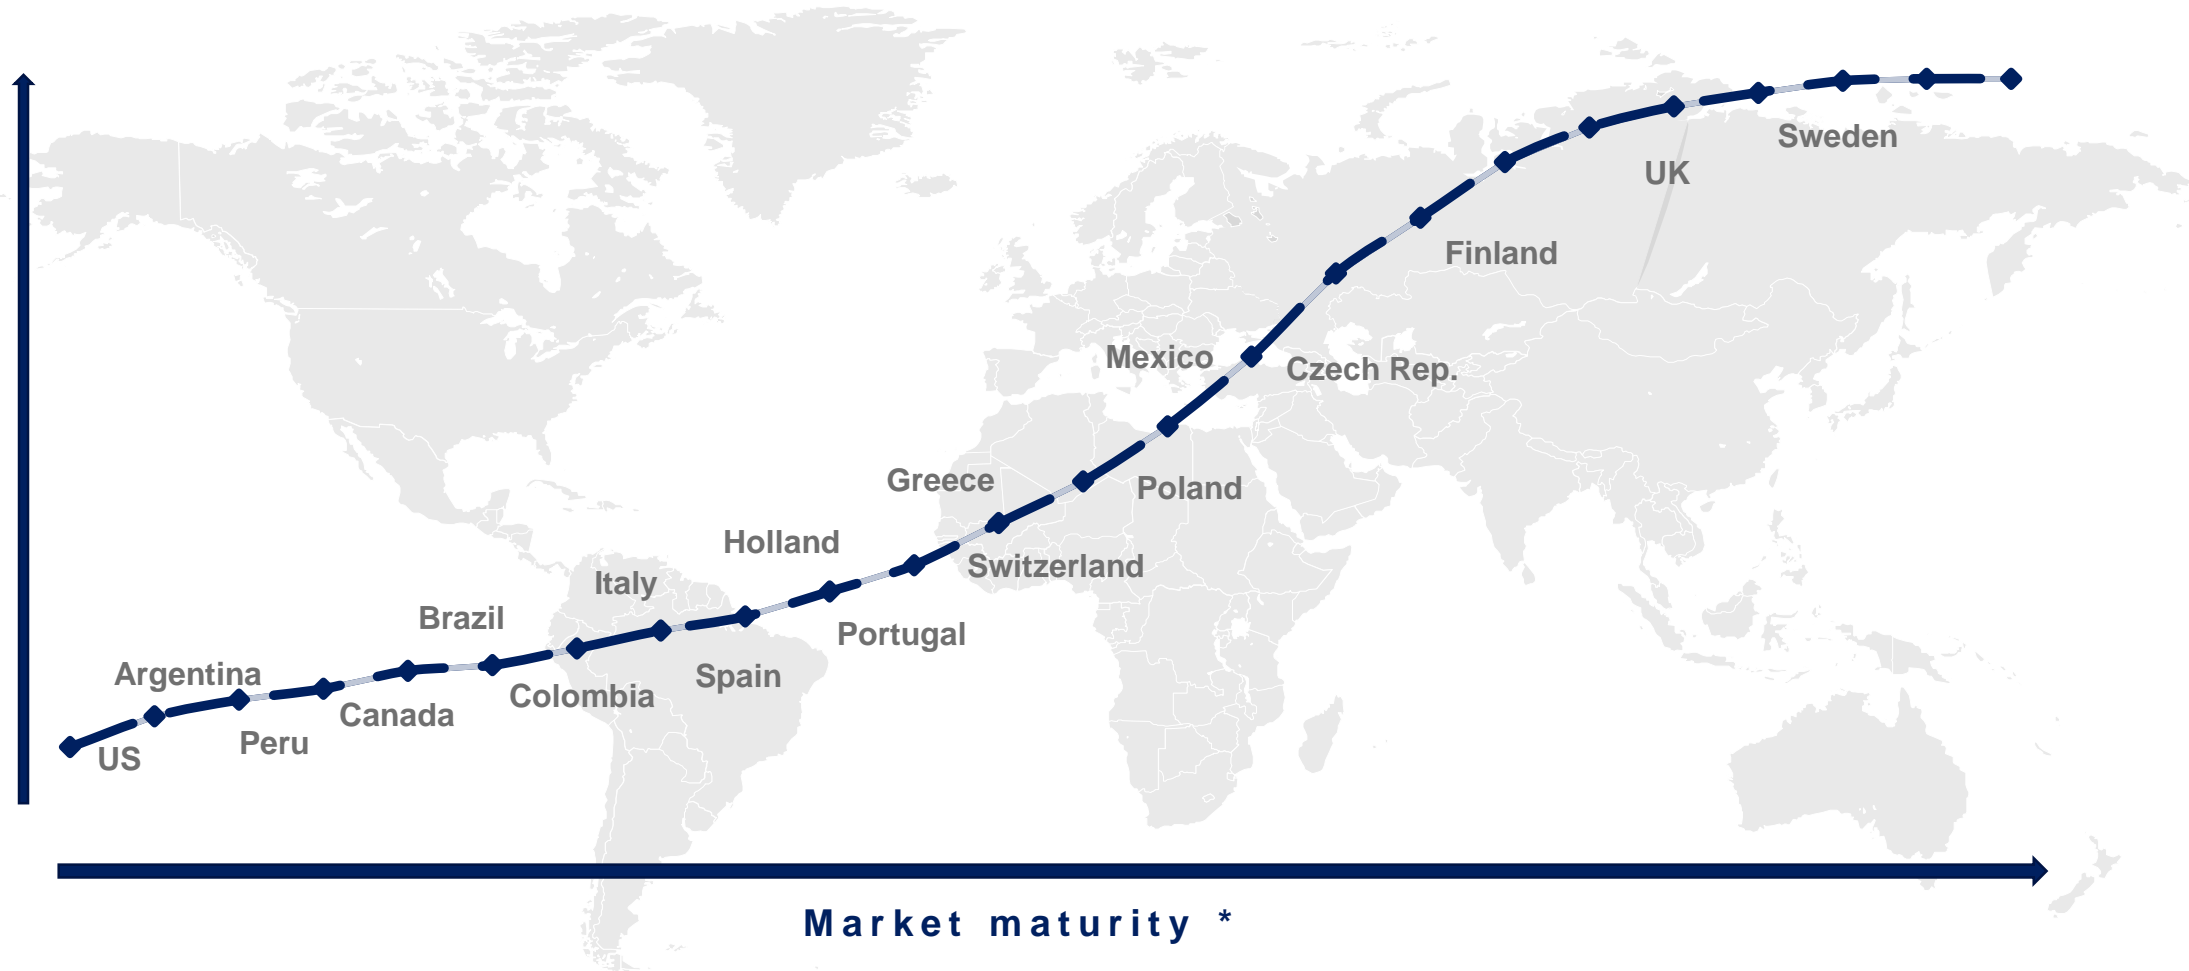 Sweden
UK
Finland
Mexico
Czech Rep.
Greece
Poland
Holland
Switzerland
Italy
Brazil
Portugal
Argentina
Spain
Colombia
Canada
Peru
US
Market maturity *